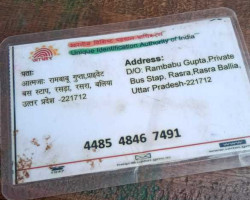 भारतीय विशिष्ट पहचान प्राधिकरण
Unique Identification Authority of India
पता:
आत्मजा: रामबाबू गुप्ता,प्राइवेट
बस स्टाप, रसड़ा, रसरा, बलिया
उत्तर प्रदेश -221712
Address:
D/O: Rambabu Gupta,Private
Bus Stap, Rasra,Rasra Ballia,
Uttar Pradesh-221712
4485 4846 7491